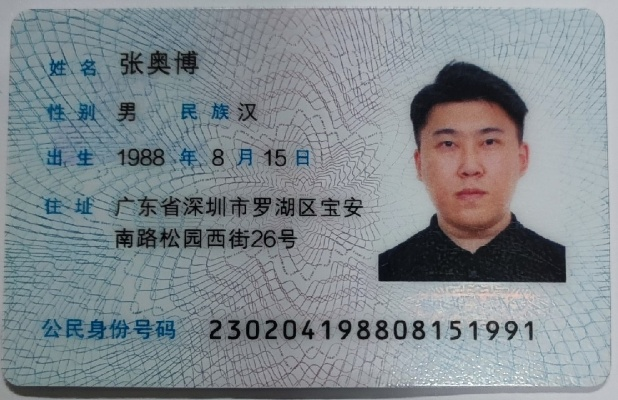 姓名 张奥博
性别 男 民族 汉
出生 1988 年 8 月 15 日
住址 广东省深圳市罗湖区宝安
南路松园西街26号
公民身份号码 230204198808151991